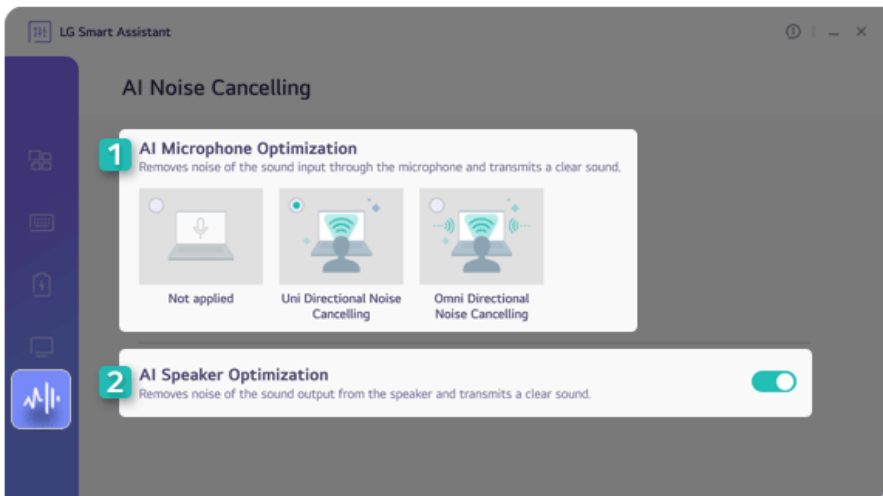 LG Smart Assistant
AI Noise Cancelling
1
AI Microphone Optimization
Removes noise of the sound input through the microphone and transmits a clear sound.
Not applied
Uni Directional Noise
Cancelling
Omni Directional
Noise Cancelling
2
AI Speaker Optimization
Removes noise of the sound output from the speaker and transmits a clear sound.